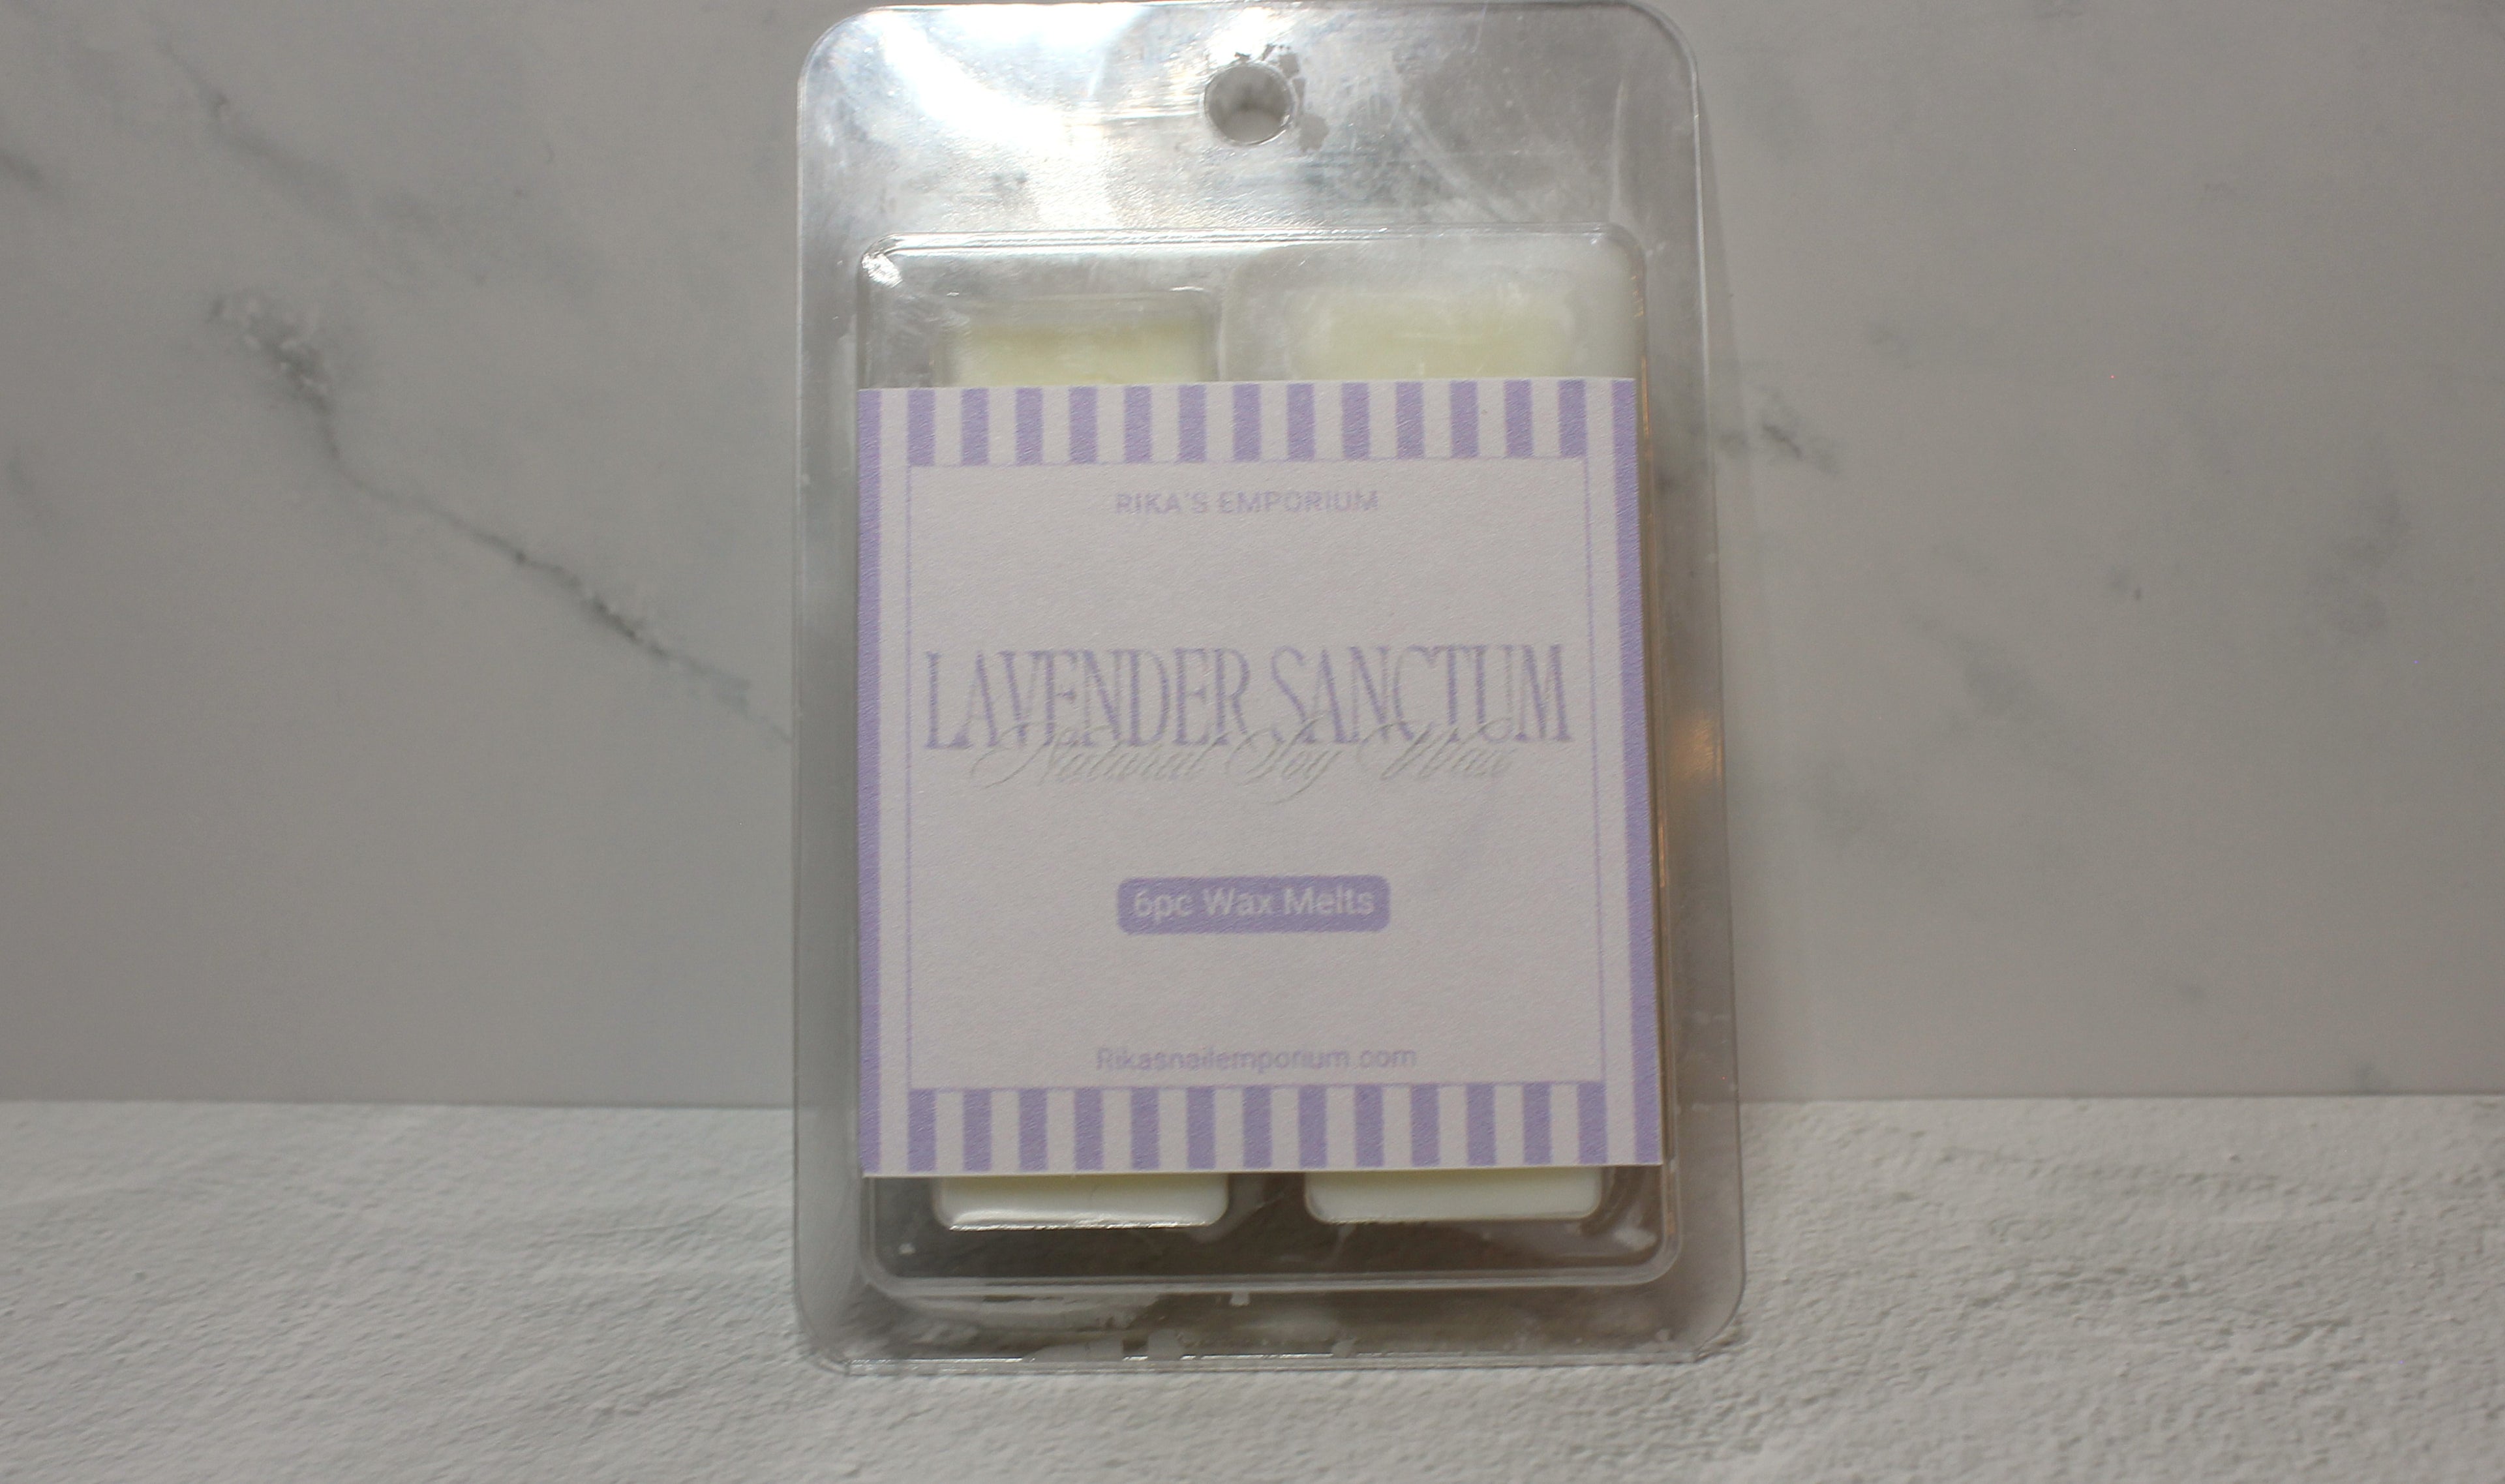 RIKA'S EMPORIUM
LAVENDER SANCTUM
Natural Soy Wax
6pc Wax Melts
Rikasnailemporium.com